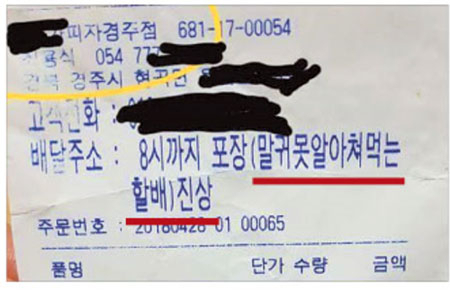 띠자경주점 681-17-00054
식 054 777
경북 경주시 현곡면
고객전화 :
배달주소 : 8시까지 포장(말귀못알아쳐먹는
할배)진상
주문번호 : 20180428 01 00065
품명 단가 수량 금액